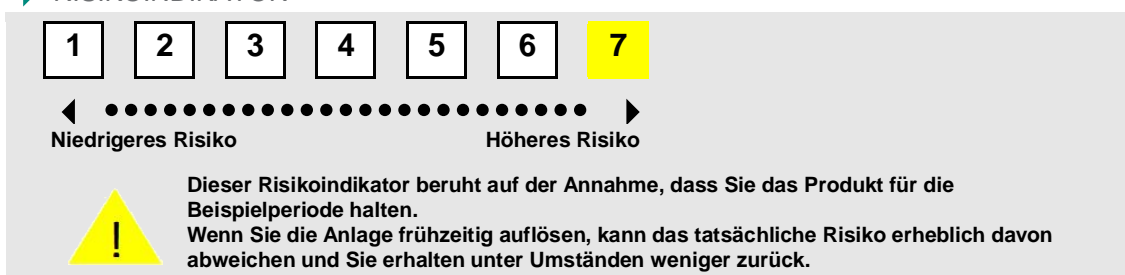 RISIKOINDIKATOR
1 2 3 4 5 6 7
Niedrigeres Risiko Höheres Risiko
Dieser Risikoindikator beruht auf der Annahme, dass Sie das Produkt für die
Beispielperiode halten.
Wenn Sie die Anlage frühzeitig auflösen, kann das tatsächliche Risiko erheblich davon
abweichen und Sie erhalten unter Umständen weniger zurück.
!